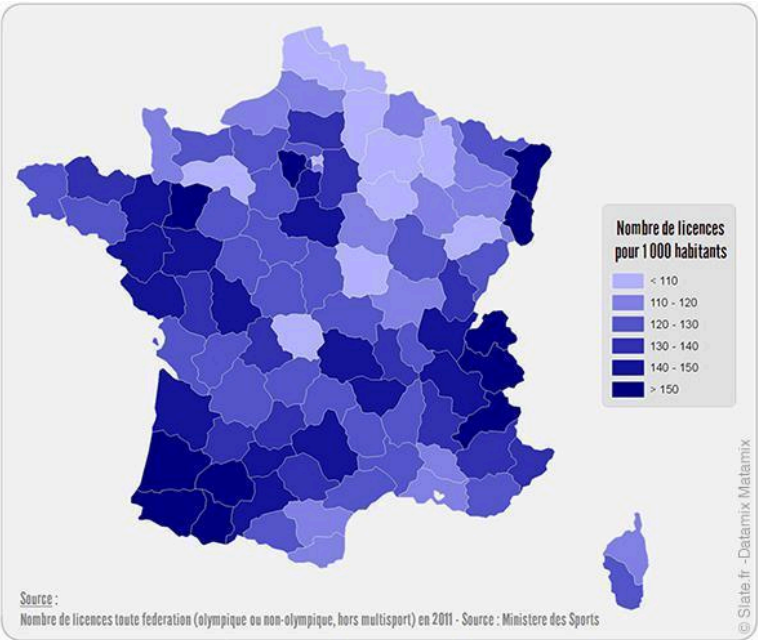 Nombre de licences
pour 1 000 habitants
< 110
110 - 120
120 - 130
130 - 140
140 - 150
> 150
© Slate.fr - Datamix Matamix
Source :
Nombre de licences toute federation (olympique ou non-olympique, hors multisport) en 2011 - Source : Ministere des Sports